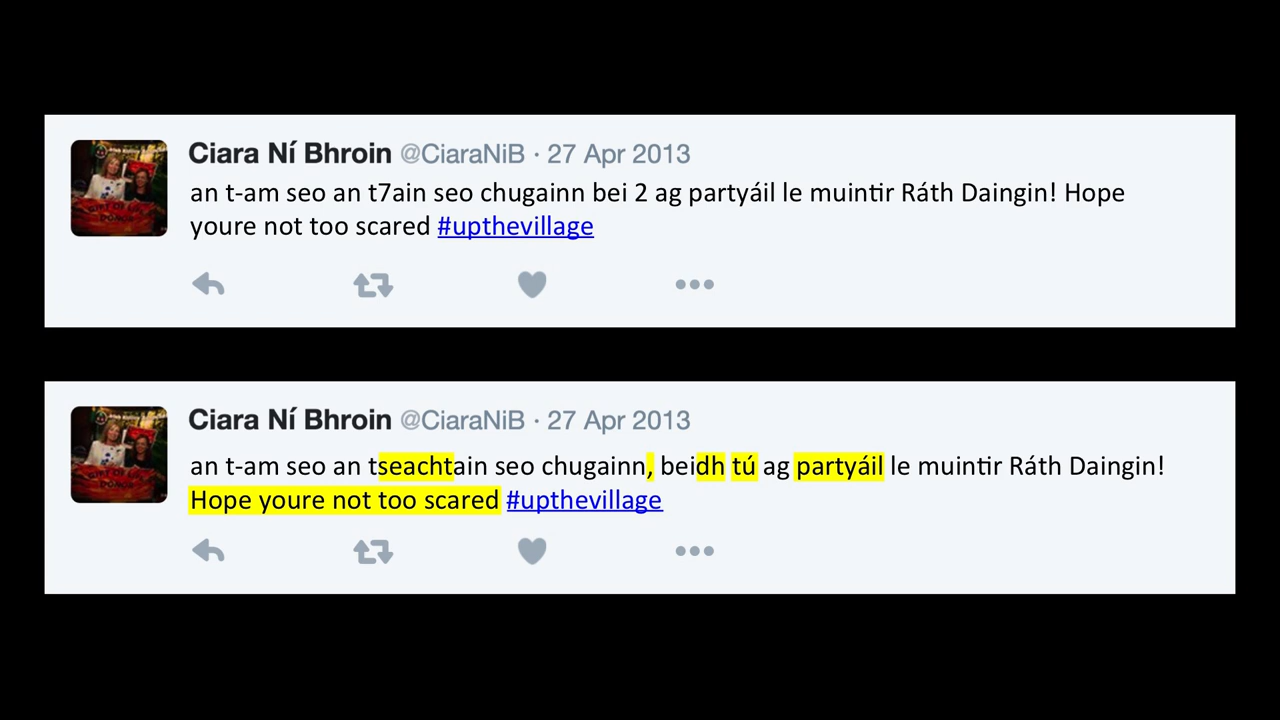 Ciara Ní Bhroin @CiaraNiB · 27 Apr 2013
an t-am seo an t7ain seo chugainn bei 2 ag partyáil le muintir Ráth Daingin! Hope
youre not too scared #upthevillage
Ciara Ní Bhroin @CiaraNiB · 27 Apr 2013
an t-am seo an tseachtain seo chugainn, beidh tú ag partyáil le muintir Ráth Daingin!
Hope youre not too scared #upthevillage